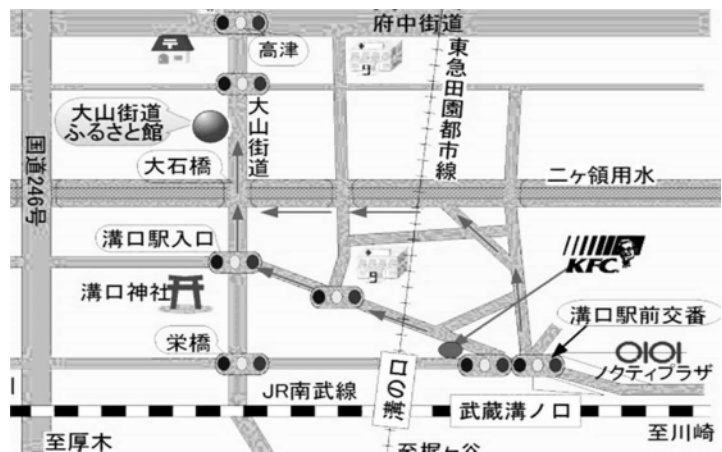 府中街道
高津
東急田園都市線
大山街道
ふるさと館
大山街道
国道246号
大石橋
二ヶ領用水
溝口駅入口
KFC
溝口神社
溝口駅前交番
栄橋
OIOI
ノクティプラザ
JR南武線
溝の口
武蔵溝ノ口
至川崎
至厚木
至梶ヶ谷